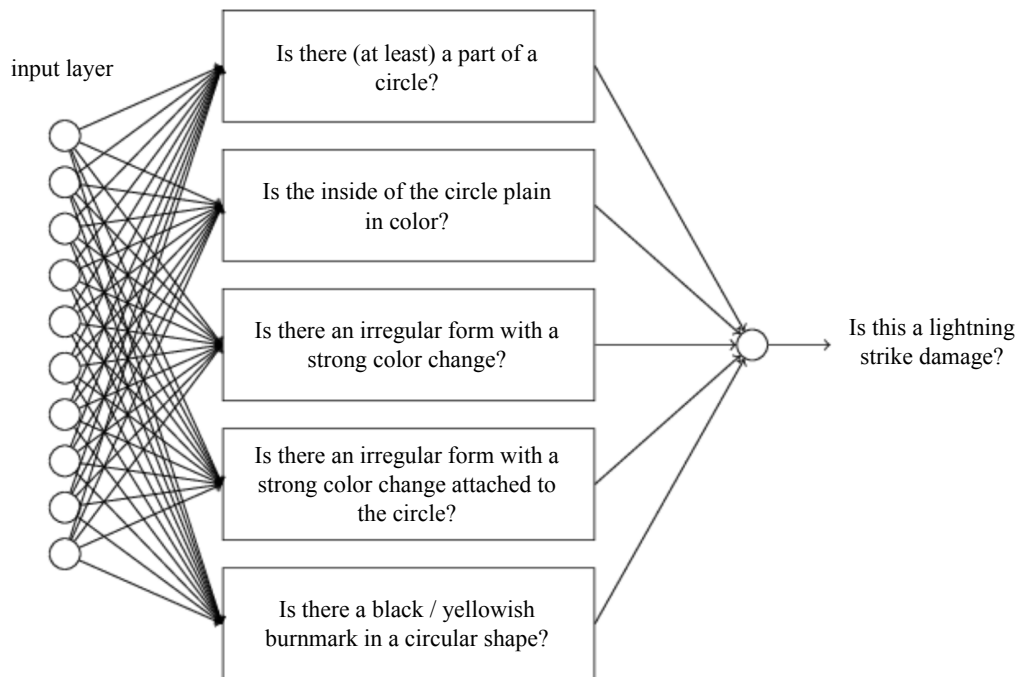 input layer
Is there (at least) a part of a
circle?
Is the inside of the circle plain
in color?
Is there an irregular form with a
strong color change?
Is there an irregular form with a
strong color change attached to
the circle?
Is there a black / yellowish
burnmark in a circular shape?
Is this a lightning
strike damage?